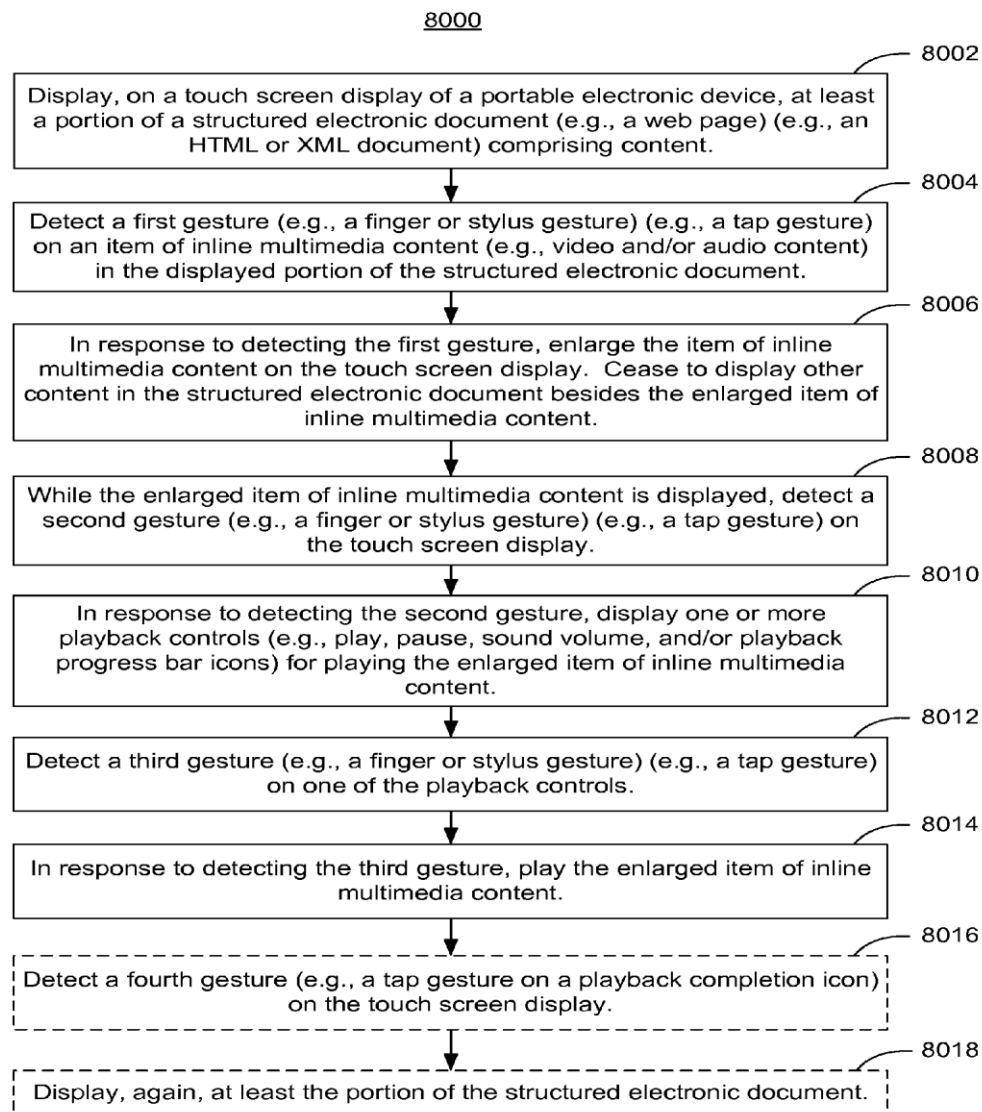 8000
8002
Display, on a touch screen display of a portable electronic device, at least
a portion of a structured electronic document (e.g., a web page) (e.g., an
HTML or XML document) comprising content.
8004
Detect a first gesture (e.g., a finger or stylus gesture) (e.g., a tap gesture)
on an item of inline multimedia content (e.g., video and/or audio content)
in the displayed portion of the structured electronic document.
8006
In response to detecting the first gesture, enlarge the item of inline
multimedia content on the touch screen display.  Cease to display other
content in the structured electronic document besides the enlarged item of
inline multimedia content.
8008
While the enlarged item of inline multimedia content is displayed, detect a
second gesture (e.g., a finger or stylus gesture) (e.g., a tap gesture) on
the touch screen display.
8010
In response to detecting the second gesture, display one or more
playback controls (e.g., play, pause, sound volume, and/or playback
progress bar icons) for playing the enlarged item of inline multimedia
content.
8012
Detect a third gesture (e.g., a finger or stylus gesture) (e.g., a tap gesture)
on one of the playback controls.
8014
In response to detecting the third gesture, play the enlarged item of inline
multimedia content.
8016
Detect a fourth gesture (e.g., a tap gesture on a playback completion icon)
on the touch screen display.
8018
Display, again, at least the portion of the structured electronic document.